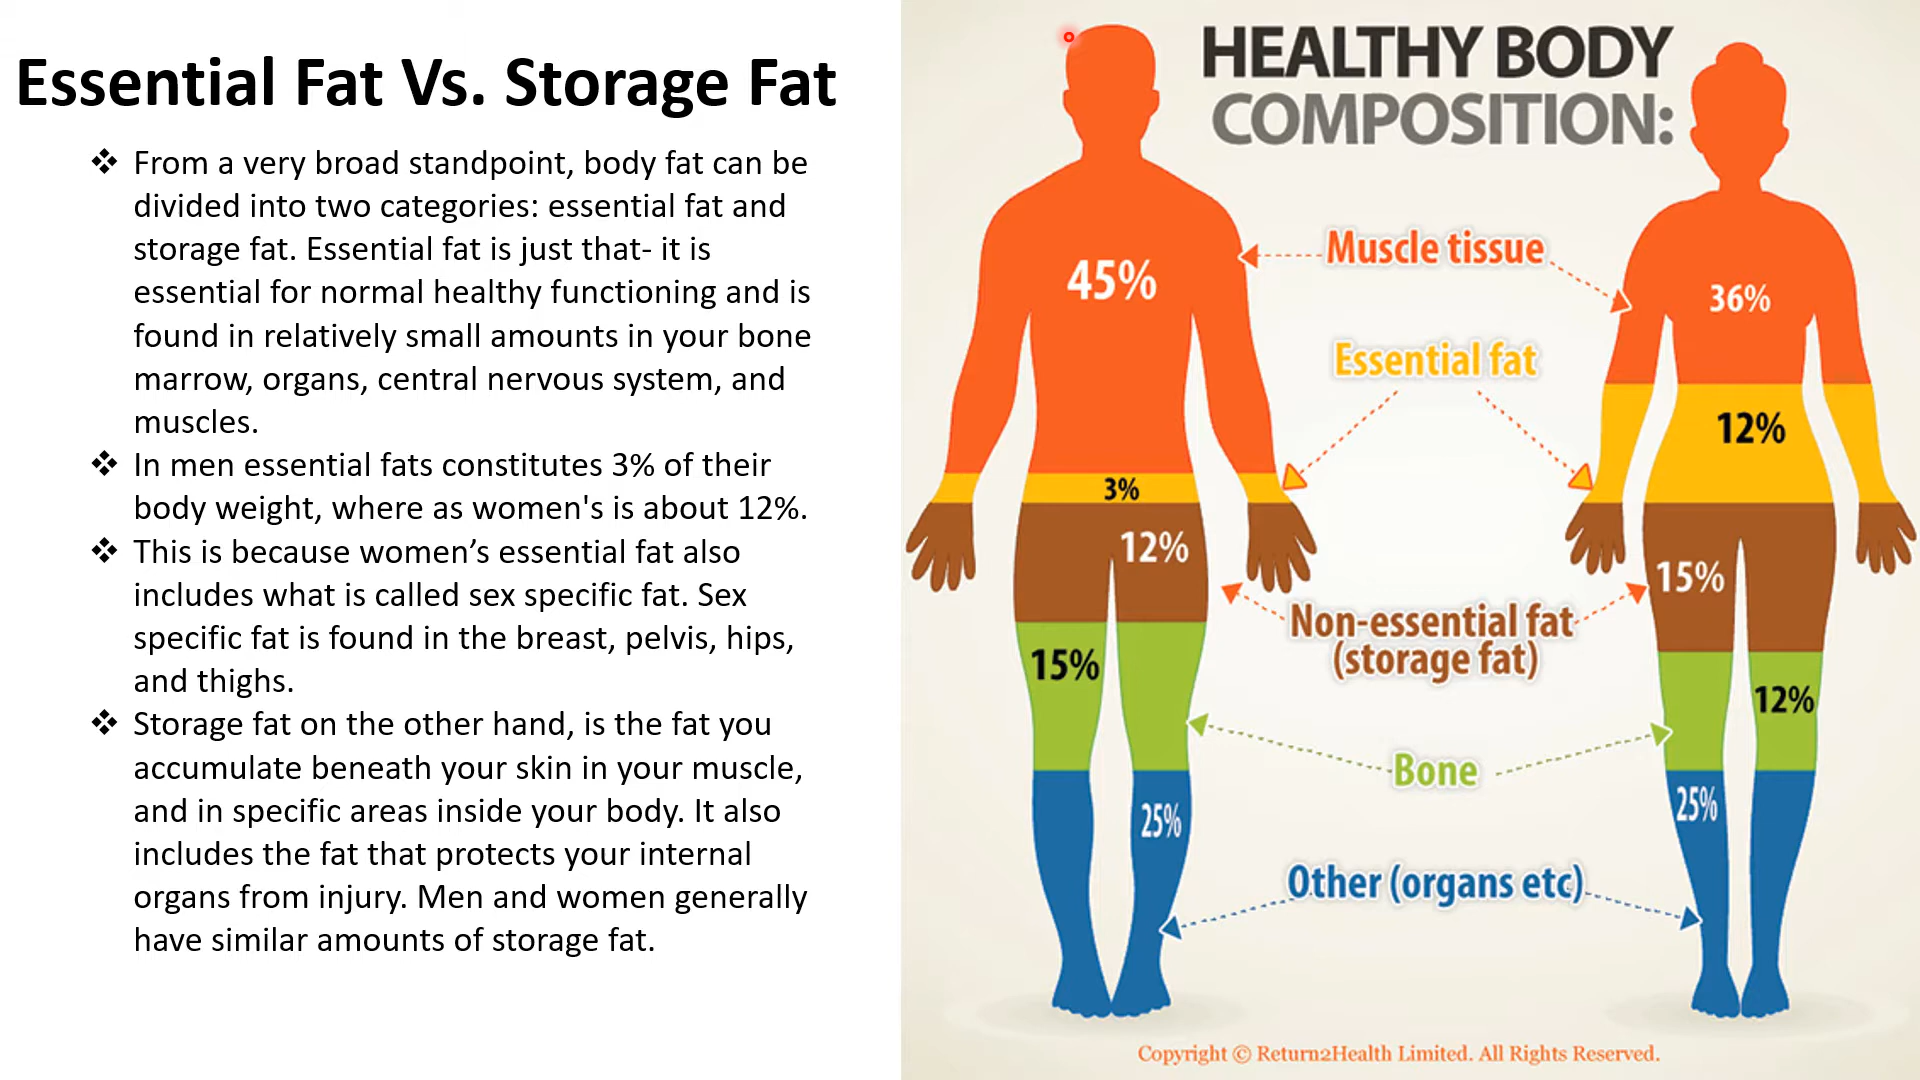 Essential Fat Vs. Storage Fat
❖ From a very broad standpoint, body fat can be
divided into two categories: essential fat and
storage fat. Essential fat is just that- it is
essential for normal healthy functioning and is
found in relatively small amounts in your bone
marrow, organs, central nervous system, and
muscles.
❖ In men essential fats constitutes 3% of their
body weight, where as women's is about 12%.
❖ This is because women’s essential fat also
includes what is called sex specific fat. Sex
specific fat is found in the breast, pelvis, hips,
and thighs.
❖ Storage fat on the other hand, is the fat you
accumulate beneath your skin in your muscle,
and in specific areas inside your body. It also
includes the fat that protects your internal
organs from injury. Men and women generally
have similar amounts of storage fat.
HEALTHY BODY
COMPOSITION:
Muscle tissue
45%
36%
Essential fat
3%
12%
12%
15%
Non-essential fat
(storage fat)
15%
12%
Bone
25%
25%
Other (organs etc)
Copyright © Return2Health Limited. All Rights Reserved.